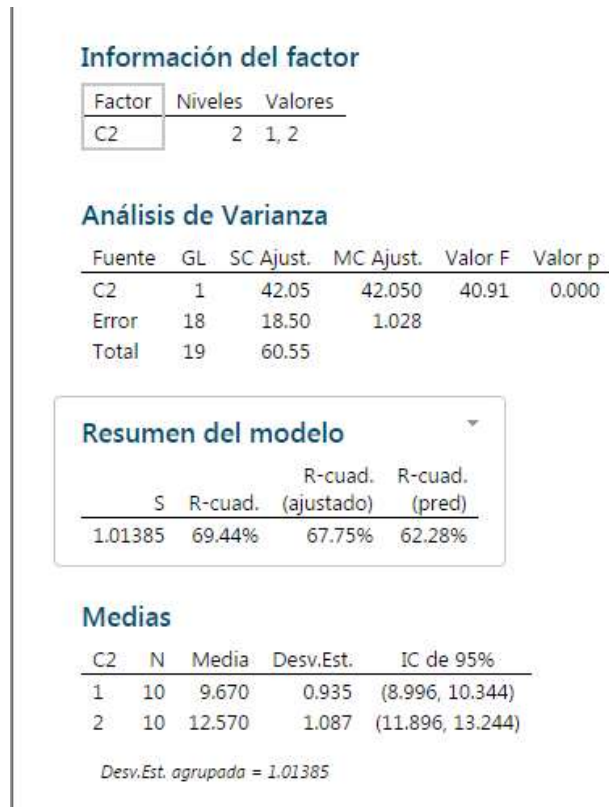 Información del factor
Factor Niveles Valores
C2 2 1, 2
Análisis de Varianza
Fuente GL SC Ajust. MC Ajust. Valor F Valor p
C2 1 42.05 42.050 40.91 0.000
Error 18 18.50 1.028
Total 19 60.55
Resumen del modelo
R-cuad. R-cuad.
S R-cuad. (ajustado) (pred)
1.01385 69.44% 67.75% 62.28%
Medias
C2 N Media Desv.Est. IC de 95%
1 10 9.670 0.935 (8.996, 10.344)
2 10 12.570 1.087 (11.896, 13.244)
Desv.Est. agrupada = 1.01385